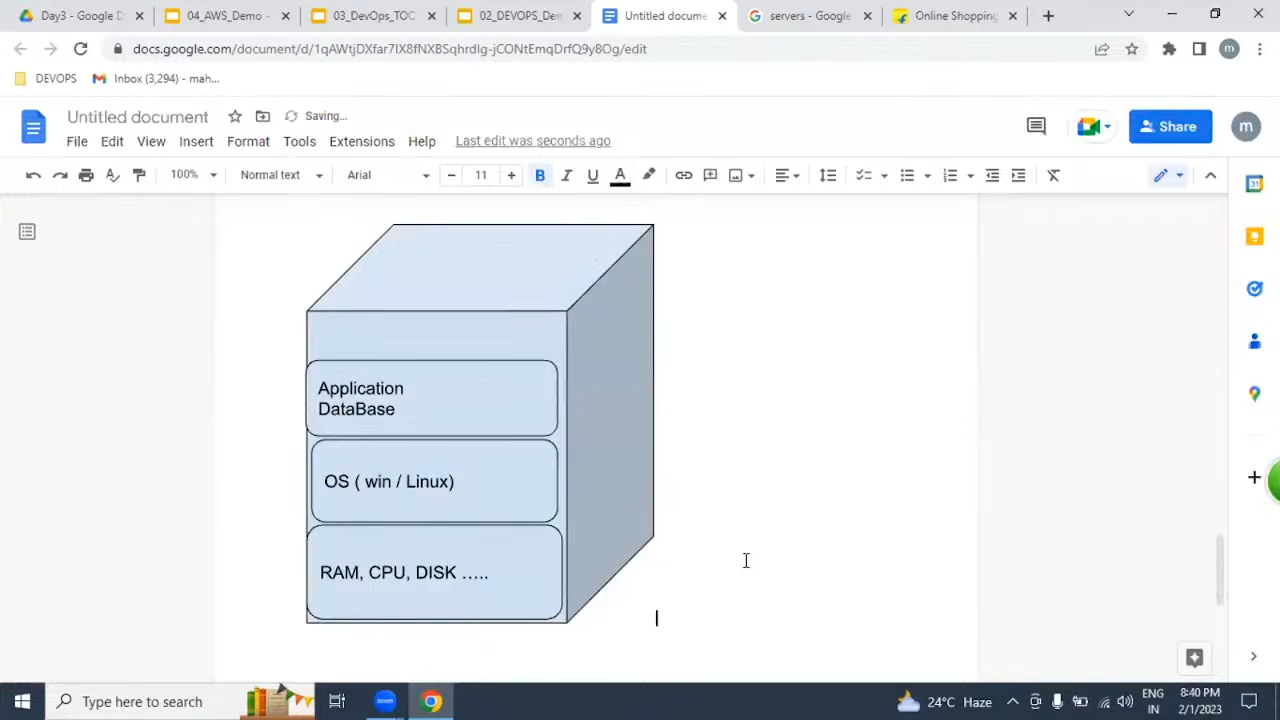 Day3 - Google D
04_AWS_Demo -
03_DevOps_TOC
02_DEVOPS_Dem
Untitled docume
servers - Google
Online Shopping
docs.google.com/document/d/1qAWtjDXfar7IX8fNXBSqhrdlg-jCONtEmqDrfQ9y8Og/edit
m
DEVOPS
Inbox (3,294) - mah...
Untitled document
Saving...
Share
m
File Edit View Insert Format Tools Extensions Help Last edit was seconds ago
100% Normal text Arial 11 B I U A
31
Application
DataBase
OS ( win / Linux)
RAM, CPU, DISK …..
Type here to search
zoom
24°C Haze
ENG
IN
8:40 PM
2/1/2023